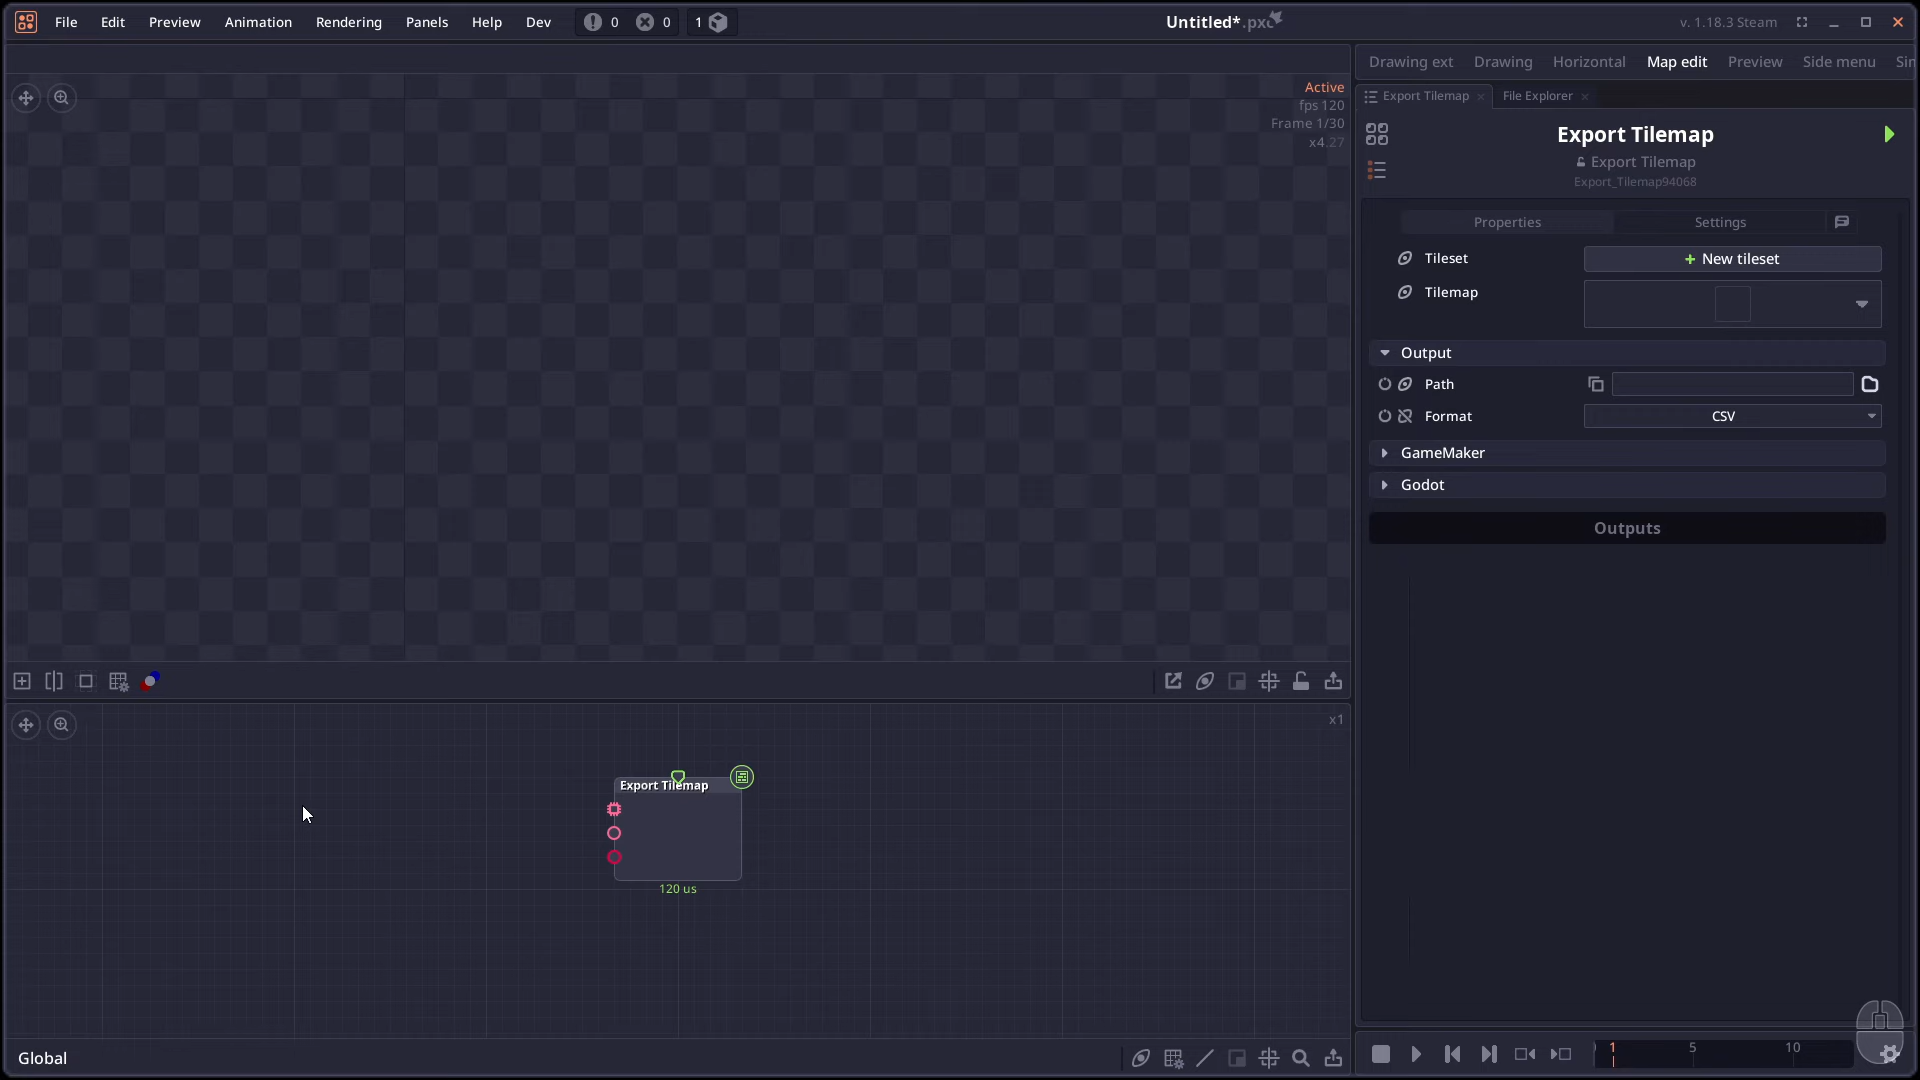 File Edit Preview Animation Rendering Panels Help Dev 0 0 1 Untitled*.pxc v. 1.18.3 Steam
Drawing ext Drawing Horizontal Map edit Preview Side menu
Export Tilemap File Explorer
Active
fps 120
Frame 1/30
x4.27
Export Tilemap
Export Tilemap
Export_Tilemap94068
Properties Settings
Tileset + New tileset
Tilemap
Output
Path
Format CSV
GameMaker
Godot
Outputs
x1
Export Tilemap
120 us
Global
1 5 10